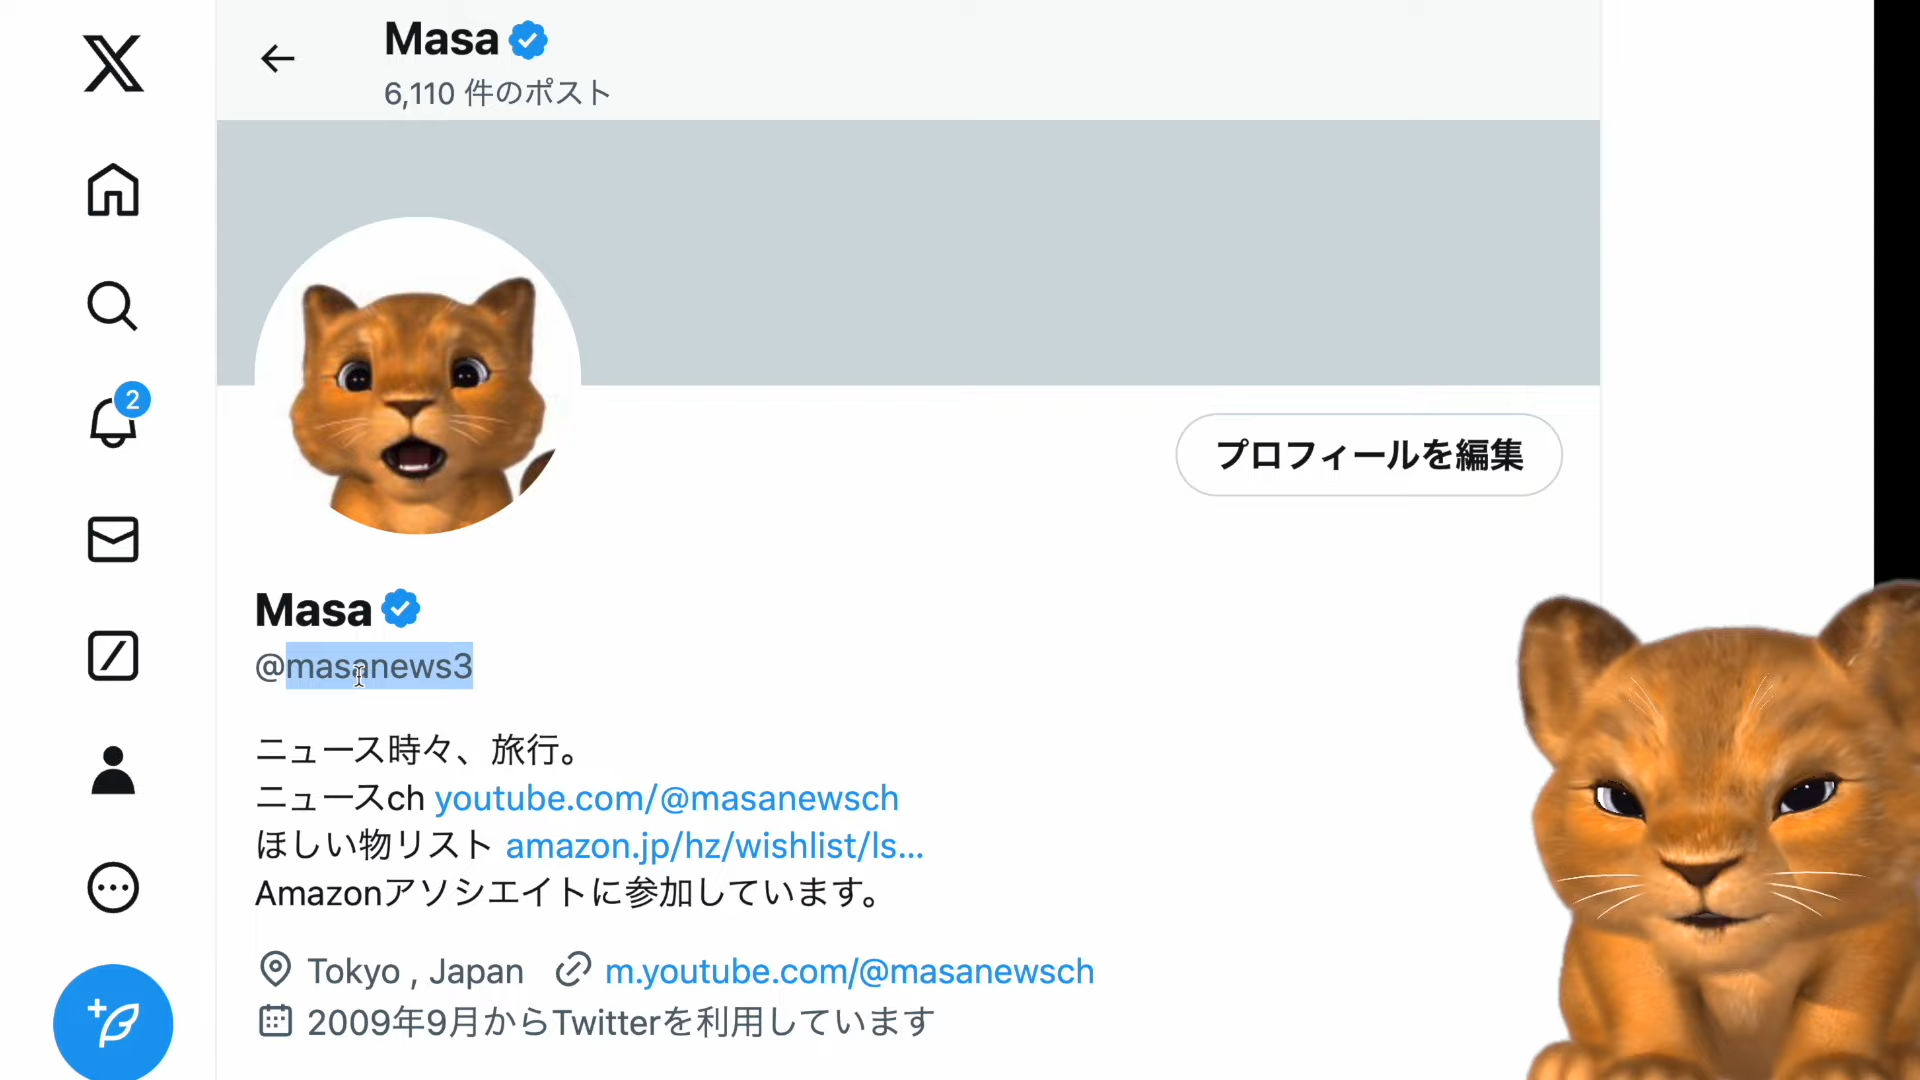 Masa
6,110 件のポスト
2
プロフィールを編集
Masa
@masanews3
ニュース時々、旅行。
ニュースch youtube.com/@masanewsch
ほしい物リスト amazon.jp/hz/wishlist/ls...
Amazonアソシエイトに参加しています。
Tokyo , Japan m.youtube.com/@masanewsch
2009年9月からTwitterを利用しています